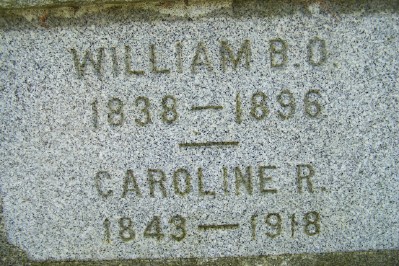 WILLIAM B.O.
1838—1896
CAROLINE R.
1843—1918